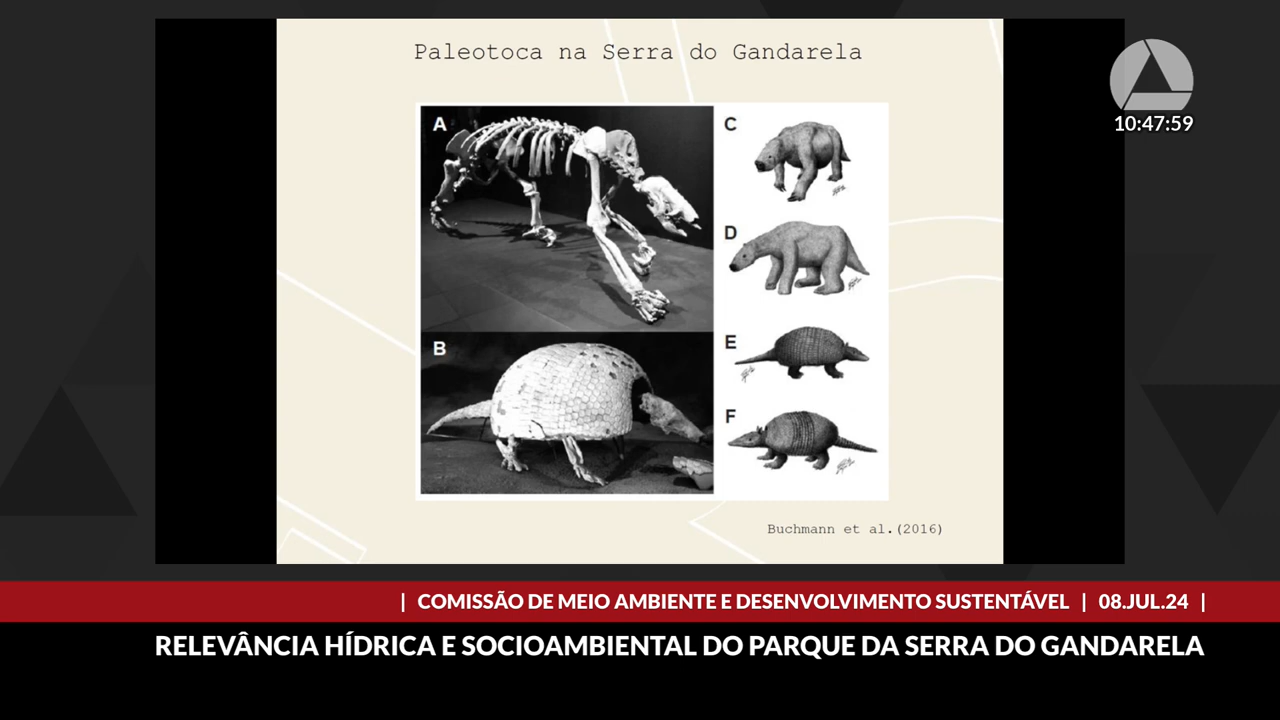 Paleotoca na Serra do Gandarela
10:47:59
A
B
C
D
E
F
Buchmann et al.(2016)
| COMISSÃO DE MEIO AMBIENTE E DESENVOLVIMENTO SUSTENTÁVEL | 08.JUL.24 |
RELEVÂNCIA HÍDRICA E SOCIOAMBIENTAL DO PARQUE DA SERRA DO GANDARELA